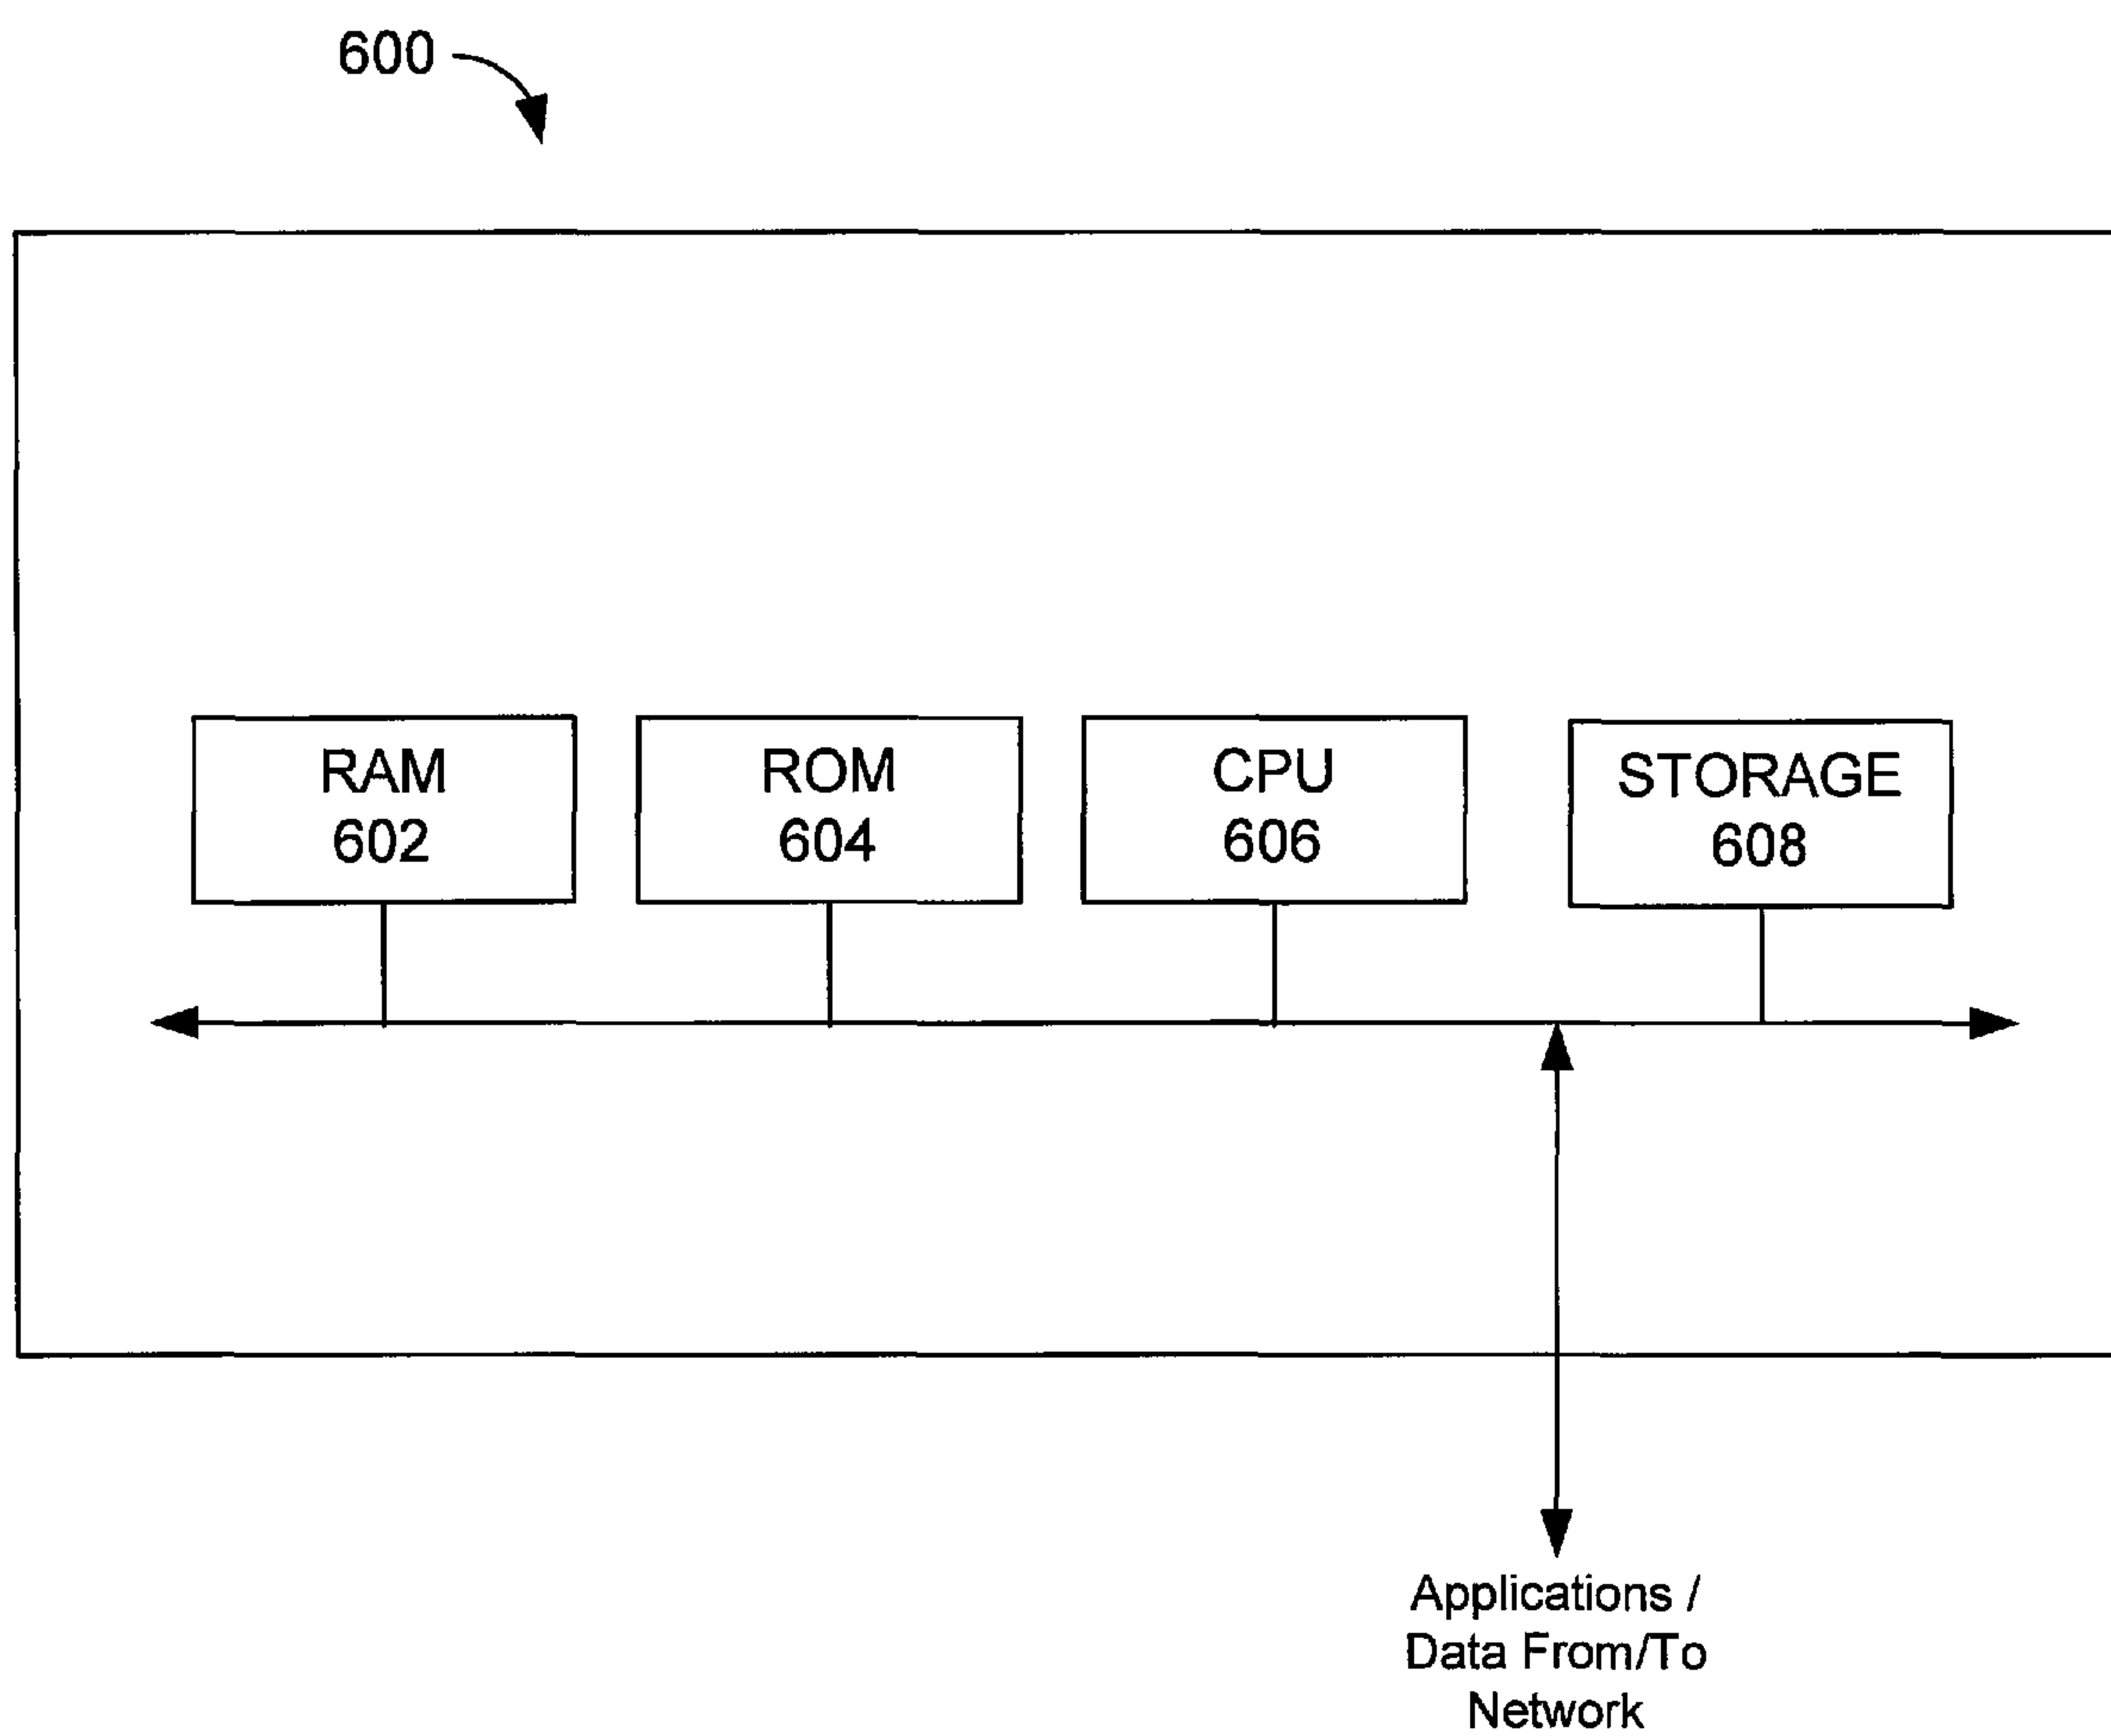 600
RAM
602
ROM
604
CPU
606
STORAGE
608
Applications /
Data From/To
Network